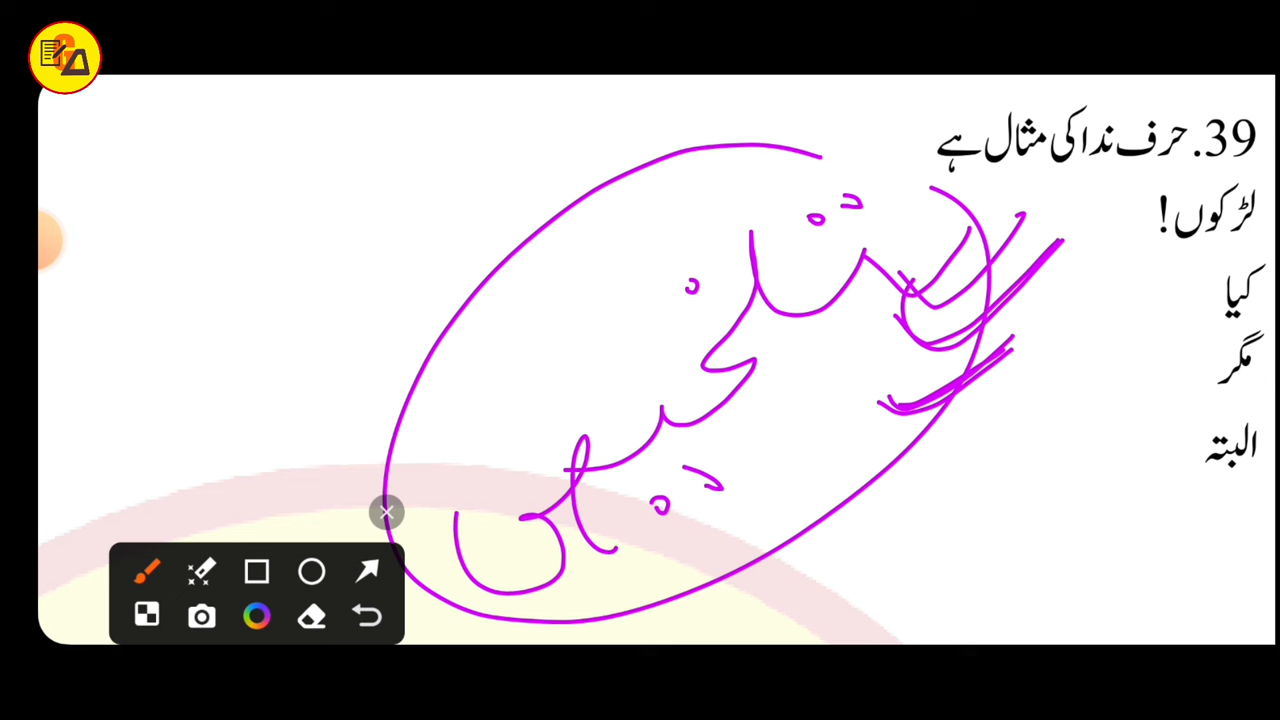 39. حرف ندا کی مثال ہے
لڑکوں!
کیا
مگر
البتہ